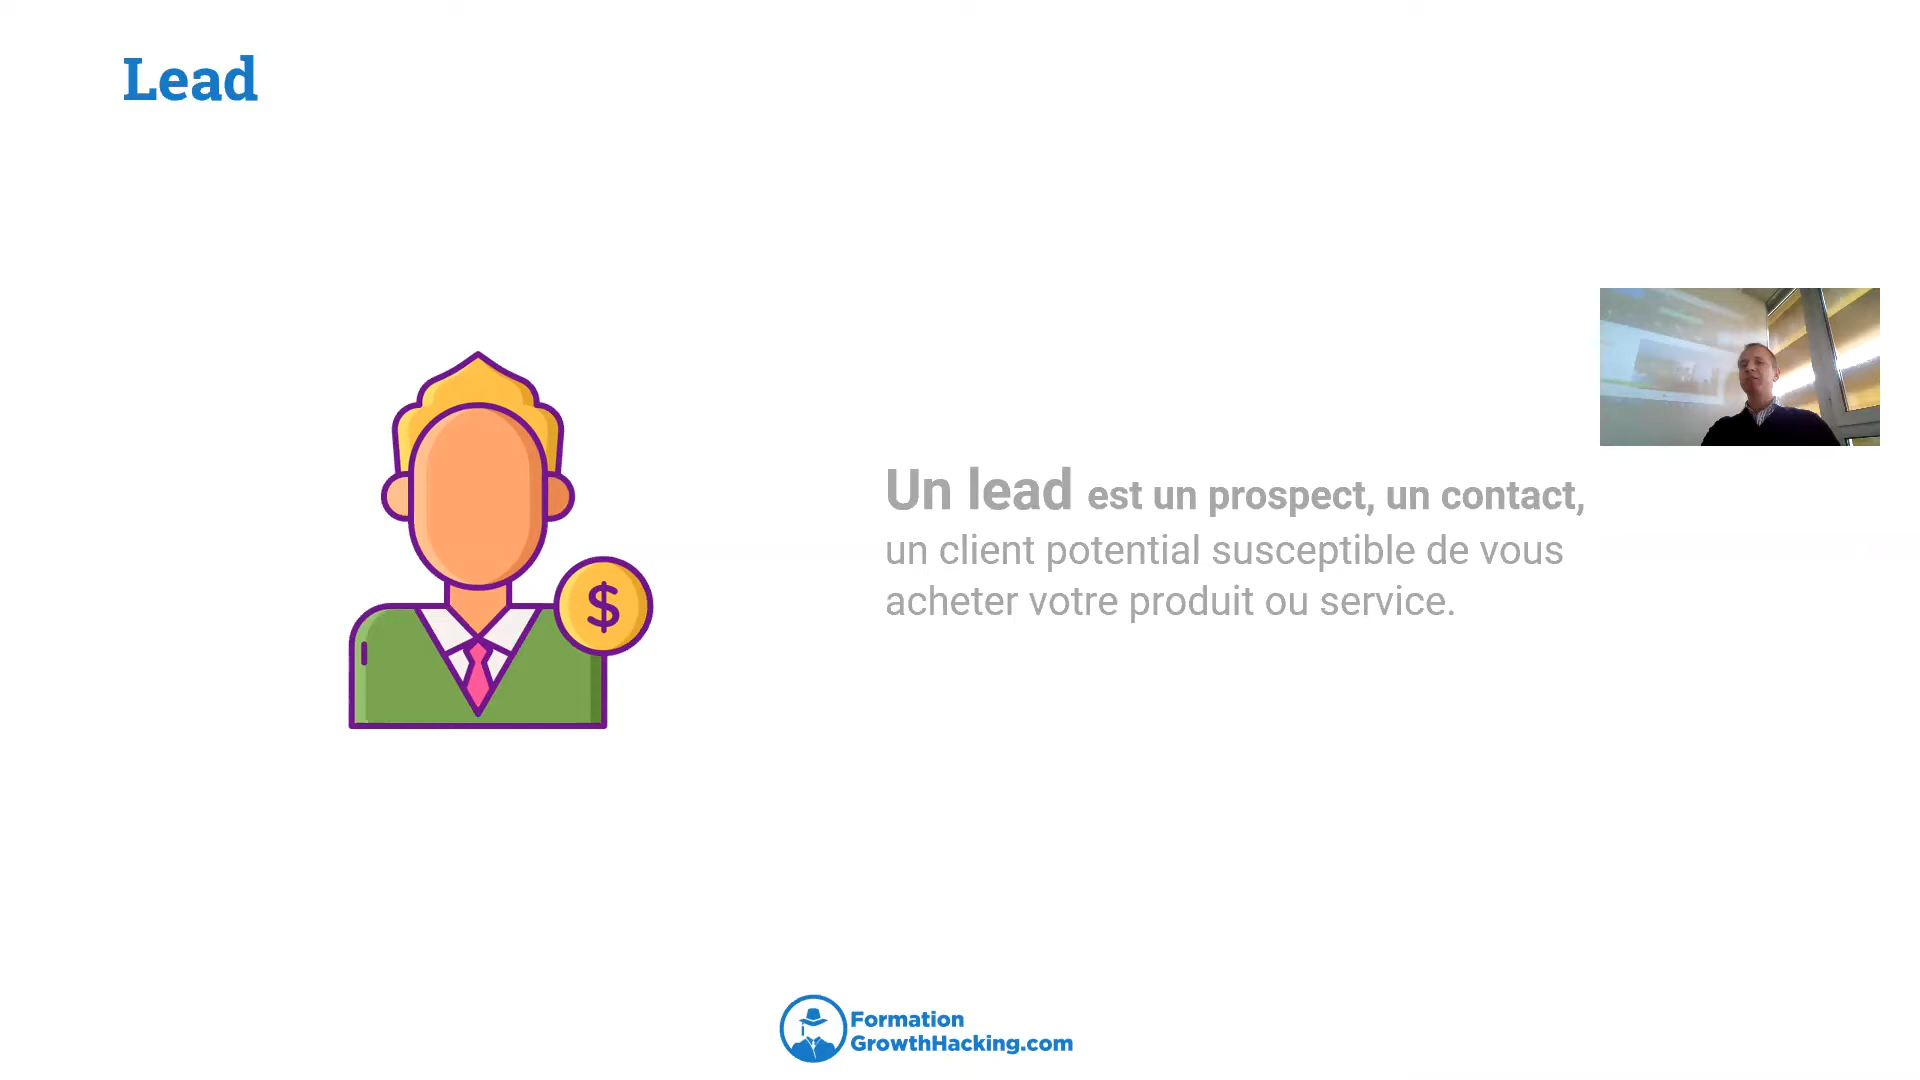 Lead
Un lead est un prospect, un contact,
un client potential susceptible de vous
acheter votre produit ou service.
$
Formation
GrowthHacking.com